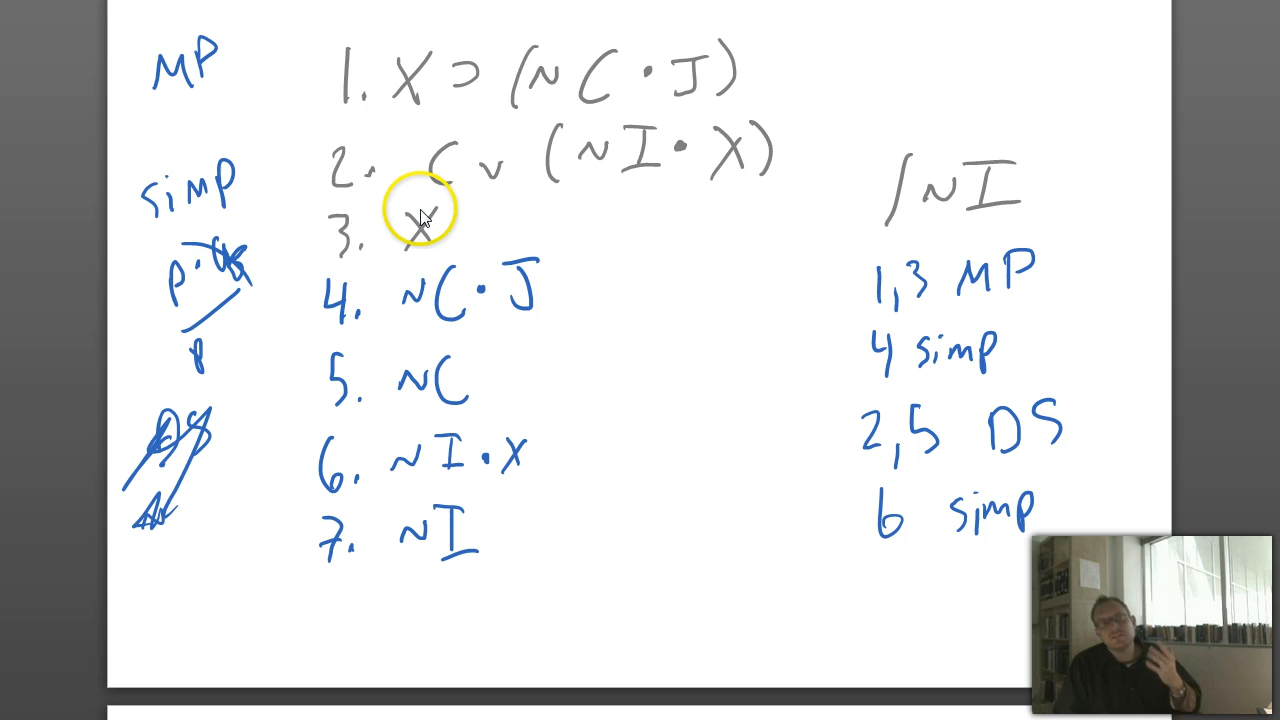 MP 1. X ⊃ (~C • J)
2. C v (~I • X)
simp / ~I
3. X
P • Q 4. ~C • J 1,3 MP
P 5. ~C 4 simp
DS 6. ~I • X 2,5 DS
7. ~I 6 simp